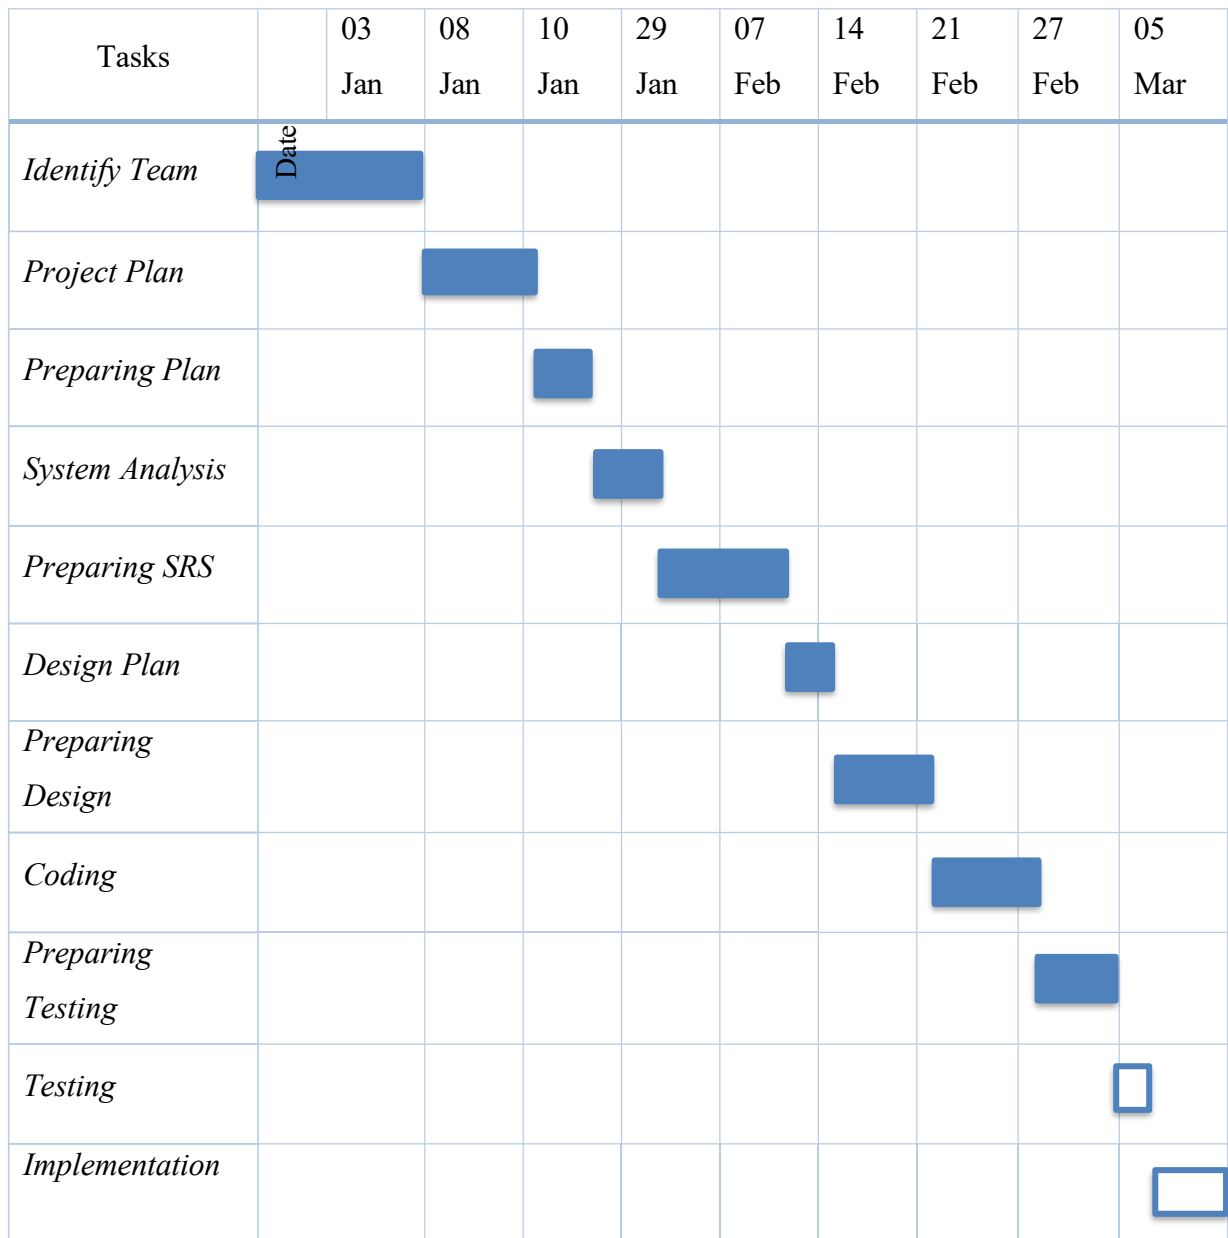 Tasks
03 08 10 29 07 14 21 27 05
Jan Jan Jan Jan Feb Feb Feb Feb Mar
Date
Identify Team
Project Plan
Preparing Plan
System Analysis
Preparing SRS
Design Plan
Preparing
Design
Coding
Preparing
Testing
Testing
Implementation